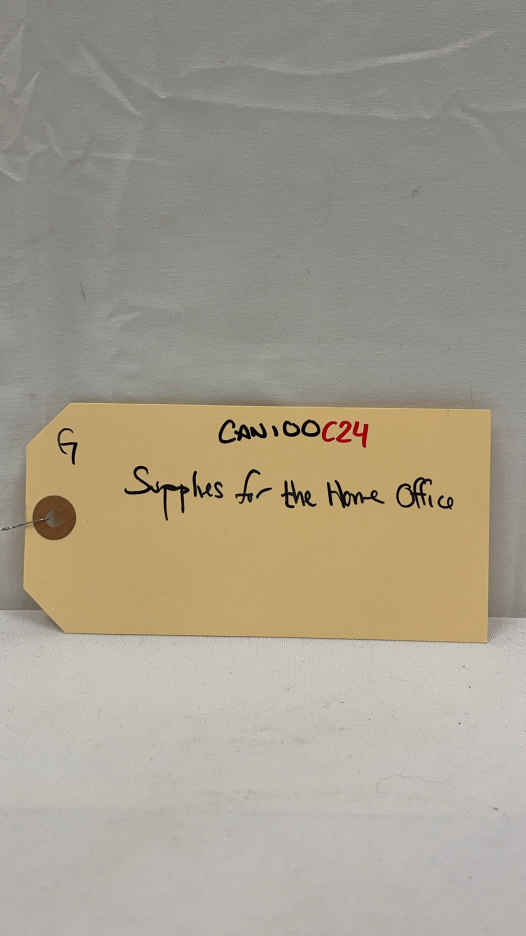 G
CAN100C24
Supplies for the Home Office